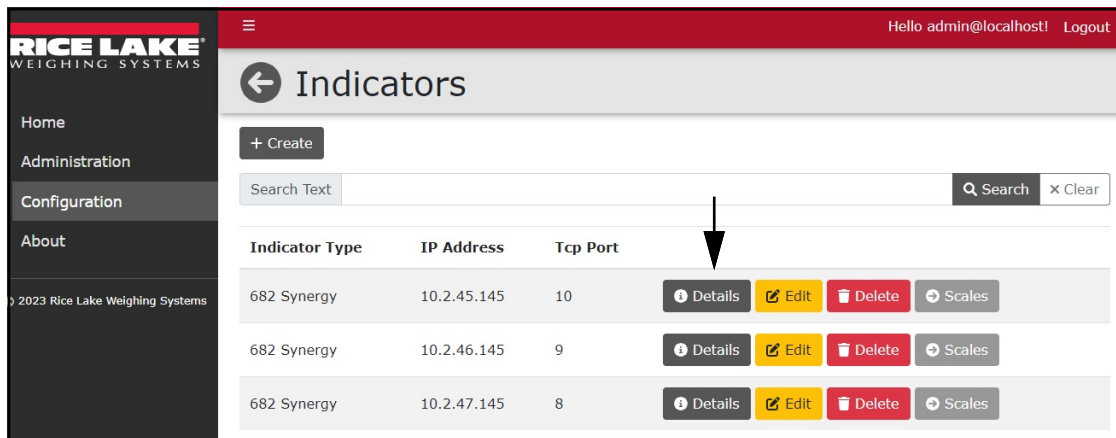 RICE LAKE
WEIGHING SYSTEMS
Home
Administration
Configuration
About
2023 Rice Lake Weighing Systems
Hello admin@localhost! Logout
Indicators
+ Create
Search Text Search × Clear
Indicator Type IP Address Tcp Port
682 Synergy 10.2.45.145 10 Details Edit Delete Scales
682 Synergy 10.2.46.145 9 Details Edit Delete Scales
682 Synergy 10.2.47.145 8 Details Edit Delete Scales